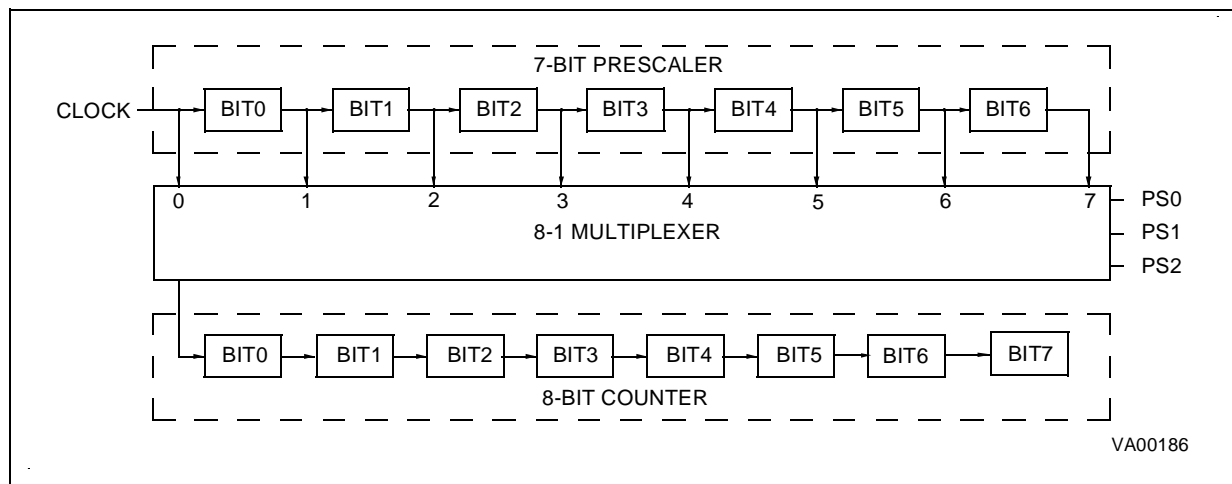 7-BIT PRESCALER
CLOCK BIT0 BIT1 BIT2 BIT3 BIT4 BIT5 BIT6
0 1 2 3 4 5 6 7 PS0
8-1 MULTIPLEXER PS1
PS2
BIT0 BIT1 BIT2 BIT3 BIT4 BIT5 BIT6 BIT7
8-BIT COUNTER
VA00186